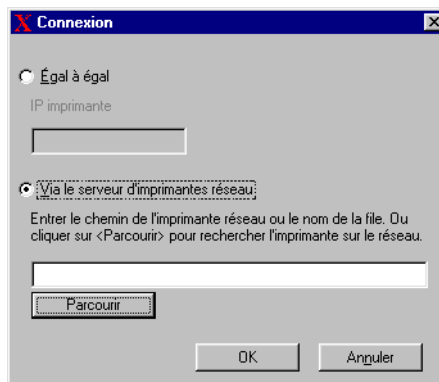 X Connexion
Égal à égal
IP imprimante
Via le serveur d'imprimantes réseau
Entrer le chemin de l'imprimante réseau ou le nom de la file. Ou
cliquer sur <Parcourir> pour rechercher l'imprimante sur le réseau.
Parcourir
OK
Annuler